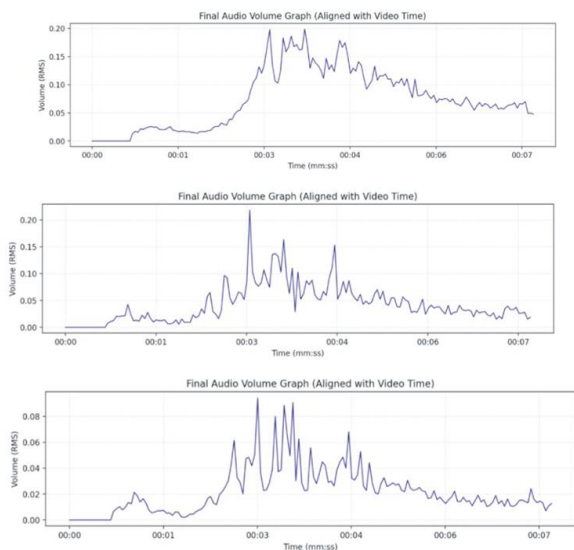 Final Audio Volume Graph (Aligned with Video Time)
Volume (RMS)
0.20
0.15
0.10
0.05
0.00
00:00 00:01 00:03 00:04 00:06 00:07
Time (mm:ss)
Final Audio Volume Graph (Aligned with Video Time)
Volume (RMS)
0.20
0.15
0.10
0.05
0.00
00:00 00:01 00:03 00:04 00:06 00:07
Time (mm:ss)
Final Audio Volume Graph (Aligned with Video Time)
Volume (RMS)
0.08
0.06
0.04
0.02
0.00
00:00 00:01 00:03 00:04 00:06 00:07
Time (mm:ss)